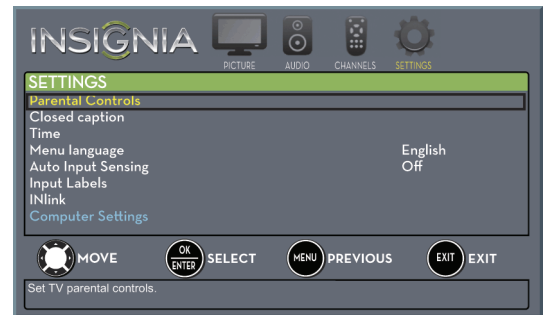 INSIGNIA
PICTURE AUDIO CHANNELS SETTINGS
SETTINGS
Parental Controls
Closed caption
Time
Menu language English
Auto Input Sensing Off
Input Labels
INlink
Computer Settings
MOVE OK ENTER SELECT MENU PREVIOUS EXIT EXIT
Set TV parental controls.